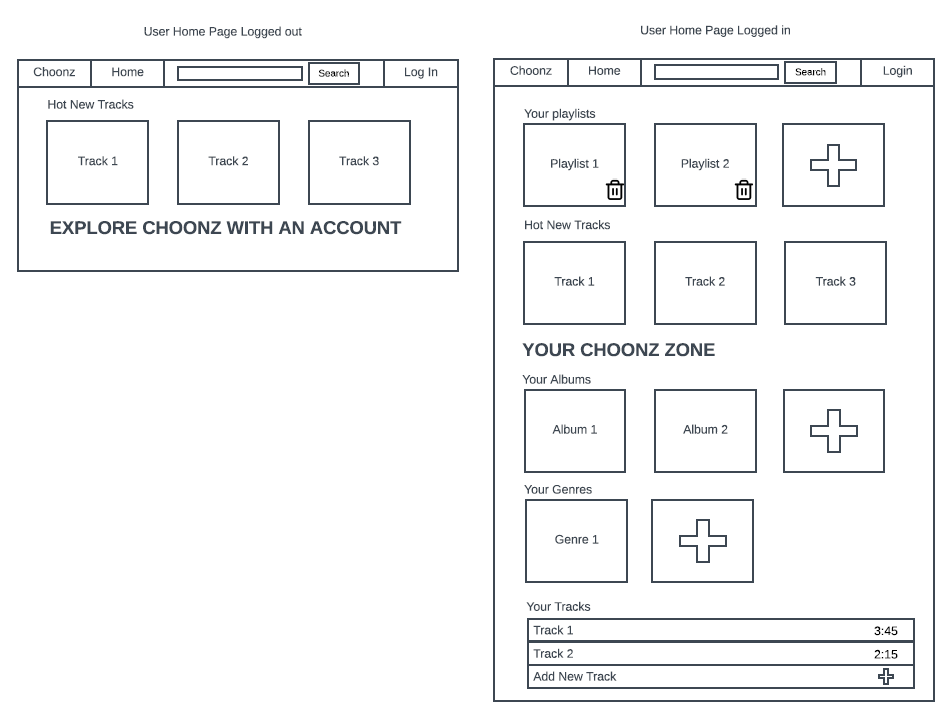 User Home Page Logged out
Choonz Home Search Log In
Hot New Tracks
Track 1 Track 2 Track 3
EXPLORE CHOONZ WITH AN ACCOUNT
User Home Page Logged in
Choonz Home Search Login
Your playlists
Playlist 1 Playlist 2
Hot New Tracks
Track 1 Track 2 Track 3
YOUR CHOONZ ZONE
Your Albums
Album 1 Album 2
Your Genres
Genre 1
Your Tracks
Track 1 3:45
Track 2 2:15
Add New Track